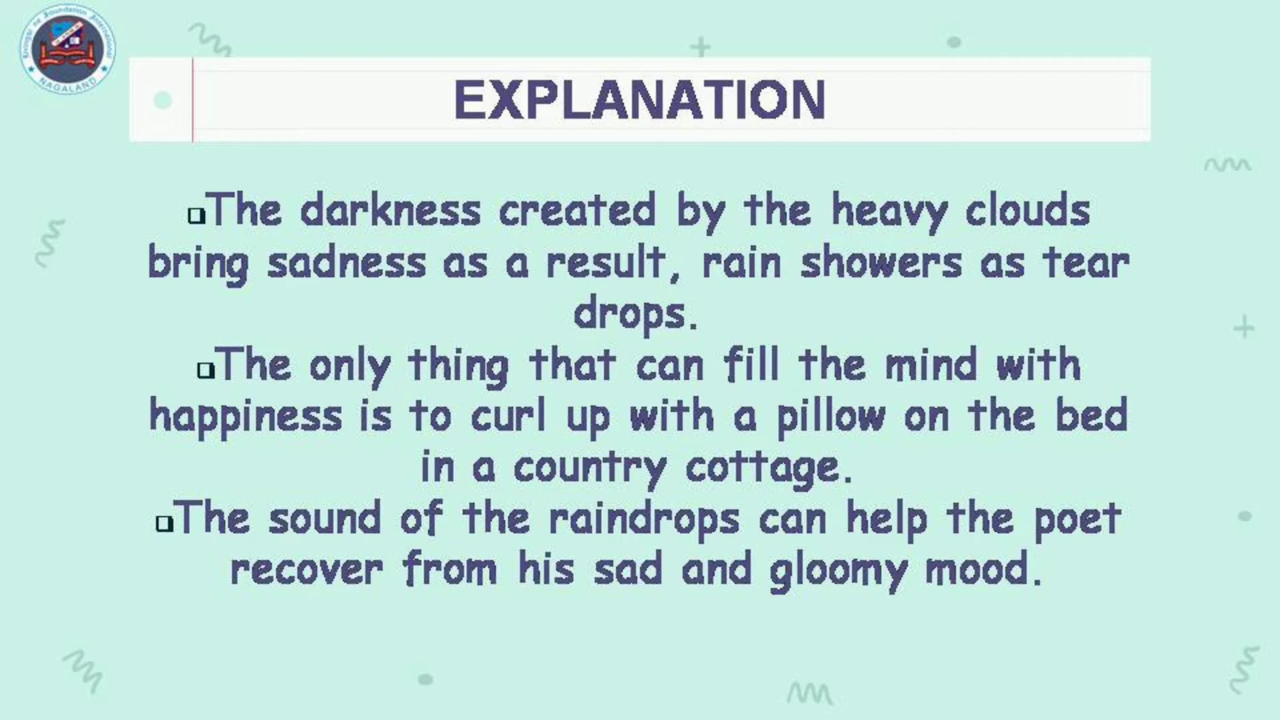 NAGALAND
EXPLANATION
❑The darkness created by the heavy clouds
bring sadness as a result, rain showers as tear
drops.
❑The only thing that can fill the mind with
happiness is to curl up with a pillow on the bed
in a country cottage.
❑The sound of the raindrops can help the poet
recover from his sad and gloomy mood.